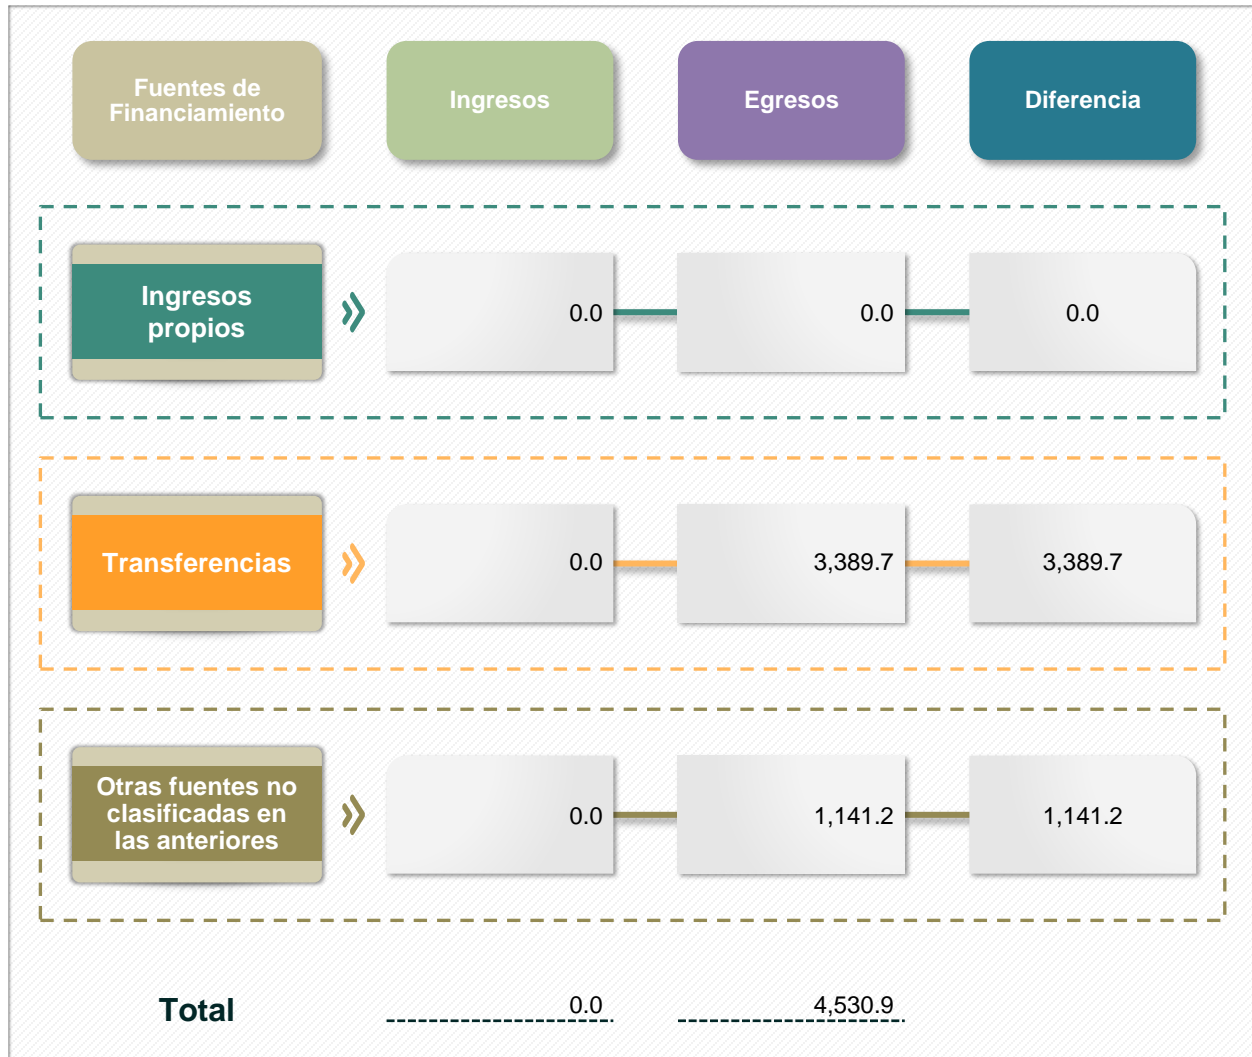 Fuentes de
Financiamiento
Ingresos
Egresos
Diferencia
Ingresos
propios
0.0
0.0
0.0
Transferencias
0.0
3,389.7
3,389.7
Otras fuentes no
clasificadas en
las anteriores
0.0
1,141.2
1,141.2
Total
0.0
4,530.9